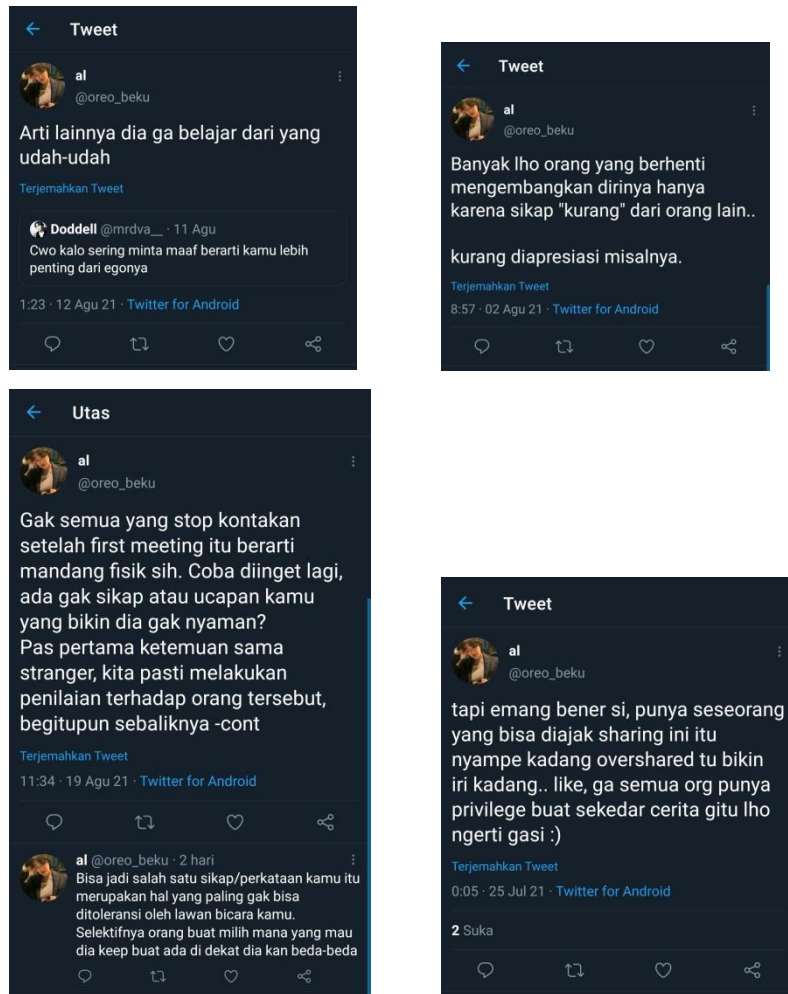 Tweet
al
@oreo_beku
Arti lainnya dia ga belajar dari yang
udah-udah
Terjemahkan Tweet
Doddell @mrdva__ · 11 Agu
Cwo kalo sering minta maaf berarti kamu lebih
penting dari egonya
1:23 · 12 Agu 21 · Twitter for Android
Tweet
al
@oreo_beku
Banyak lho orang yang berhenti
mengembangkan dirinya hanya
karena sikap "kurang" dari orang lain..
kurang diapresiasi misalnya.
Terjemahkan Tweet
8:57 · 02 Agu 21 · Twitter for Android
Utas
al
@oreo_beku
Gak semua yang stop kontakan
setelah first meeting itu berarti
mandang fisik sih. Coba diinget lagi,
ada gak sikap atau ucapan kamu
yang bikin dia gak nyaman?
Pas pertama ketemuan sama
stranger, kita pasti melakukan
penilaian terhadap orang tersebut,
begitupun sebaliknya -cont
Terjemahkan Tweet
11:34 · 19 Agu 21 · Twitter for Android
al @oreo_beku · 2 hari
Bisa jadi salah satu sikap/perkataan kamu itu
merupakan hal yang paling gak bisa
ditoleransi oleh lawan bicara kamu.
Selektifnya orang buat milih mana yang mau
dia keep buat ada di dekat dia kan beda-beda
Tweet
al
@oreo_beku
tapi emang bener si, punya seseorang
yang bisa diajak sharing ini itu
nyampe kadang overshared tu bikin
iri kadang.. like, ga semua org punya
privilege buat sekedar cerita gitu lho
ngerti gasi :)
Terjemahkan Tweet
0:05 · 25 Jul 21 · Twitter for Android
2 Suka